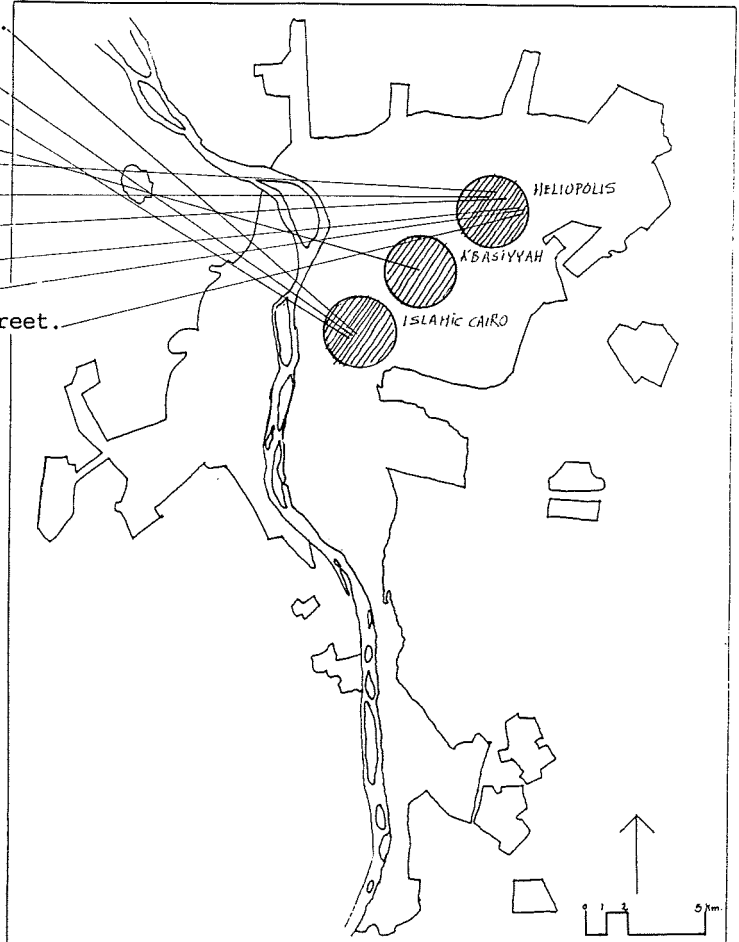 HELIOPOLIS
A'BASIYYAH
ISLAMIC CAIRO
reet.
0 1 2 5 Km.